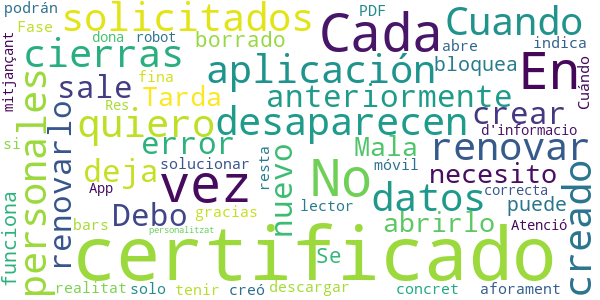 podrán
Fase
solicitados
dona robot
PDF
Cada
Cuando
abre indica
mitjançant
cierras
borrado
fina
aplicación
bloquea
En
Cuándo
personales
renovarlo
sale
Tarda
anteriormente
crear
d'informacio
quiero
desaparecen
renovar
si
error
nuevo
No
Mala
creado
deja
vez
solucionar
resta
móvil
necesito
App
datos
correcta
funciona
Debo
gracias
lector
puede
bars
Res.
abrirlo
Atenció
personalitzat
Se
certificado
realitat solo tenir creó descargar
concret aforament